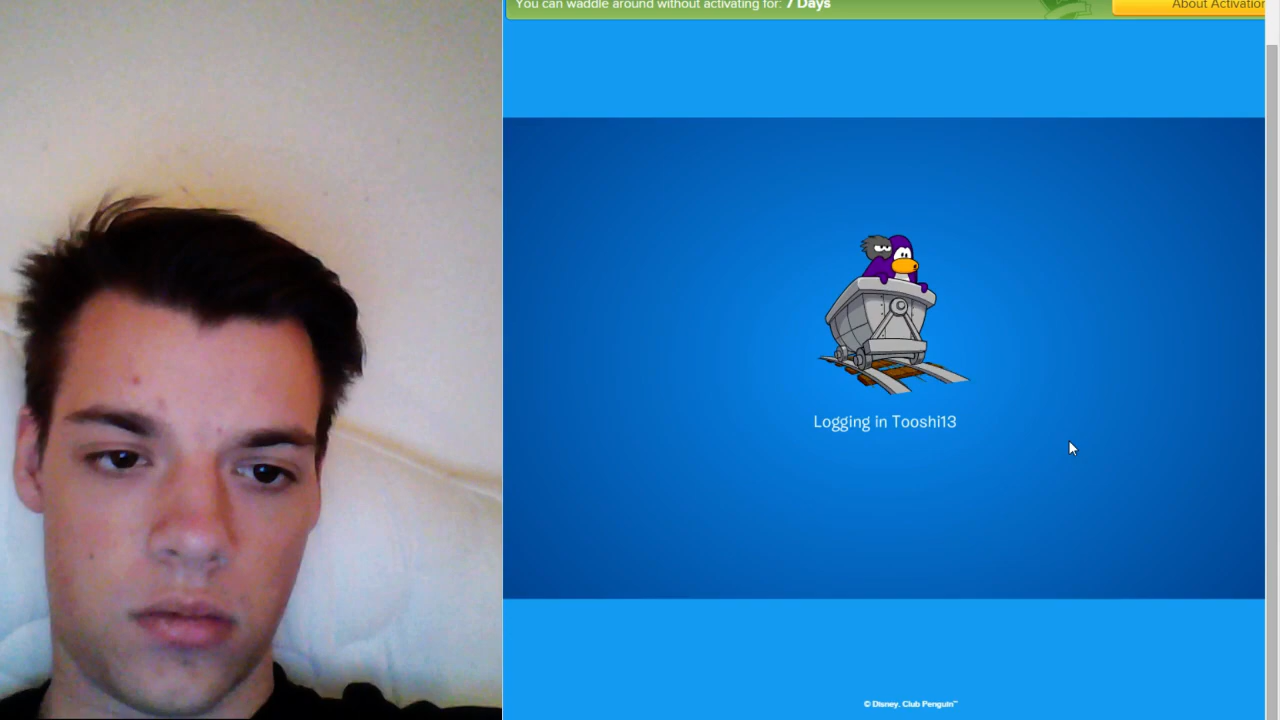 You can waddle around without activating for: 7 Days
About Activation
Logging in Tooshi13
© Disney. Club Penguin™